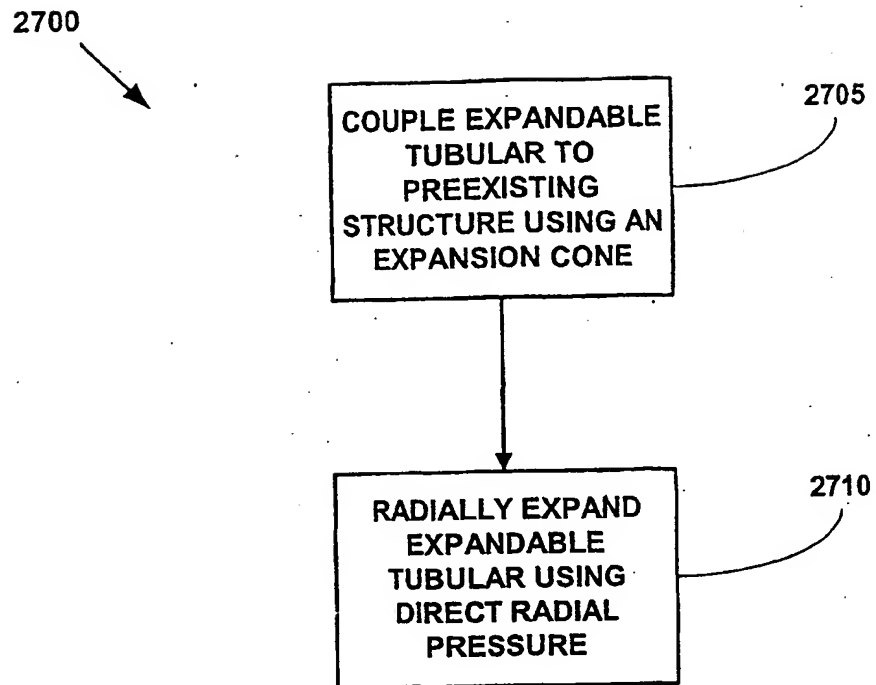 2700
2705
COUPLE EXPANDABLE
TUBULAR TO
PREEXISTING
STRUCTURE USING AN
EXPANSION CONE
2710
RADIALLY EXPAND
EXPANDABLE
TUBULAR USING
DIRECT RADIAL
PRESSURE